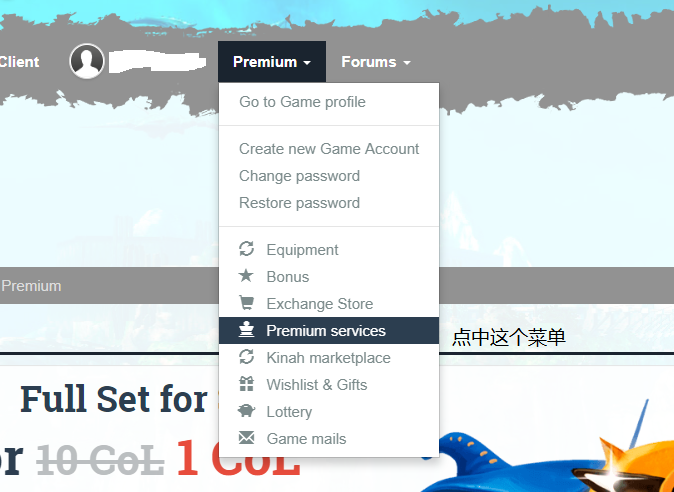 Client
Premium
Forums
Go to Game profile
Create new Game Account
Change password
Restore password
Premium
Equipment
Bonus
Exchange Store
Premium services
点中这个菜单
Kinah marketplace
Wishlist & Gifts
Full Set for
Lottery
Game mails
10 CoL 1 CoL